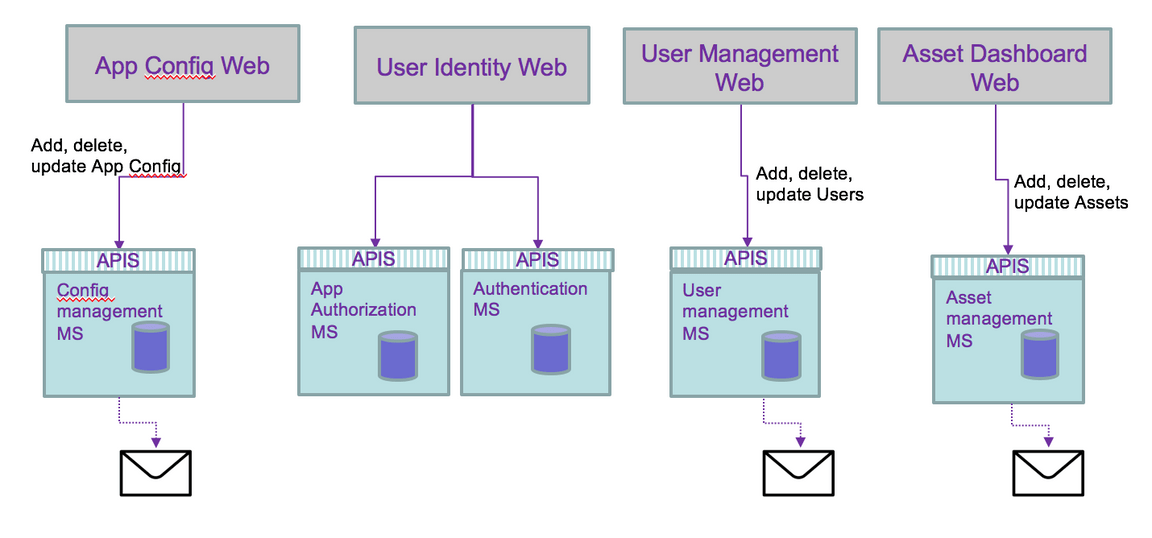 App Config Web
User Identity Web
User Management
Web
Asset Dashboard
Web
Add, delete,
update App Config
Add, delete,
update Users
Add, delete,
update Assets
APIS
Config
management
MS
APIS
App
Authorization
MS
APIS
Authentication
MS
APIS
User
management
MS
APIS
Asset
management
MS